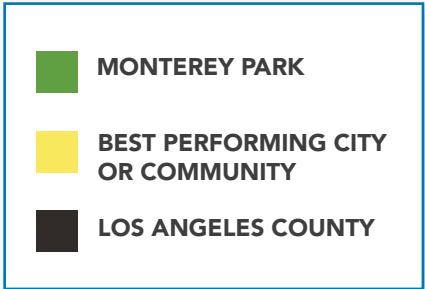 MONTEREY PARK
BEST PERFORMING CITY
OR COMMUNITY
LOS ANGELES COUNTY